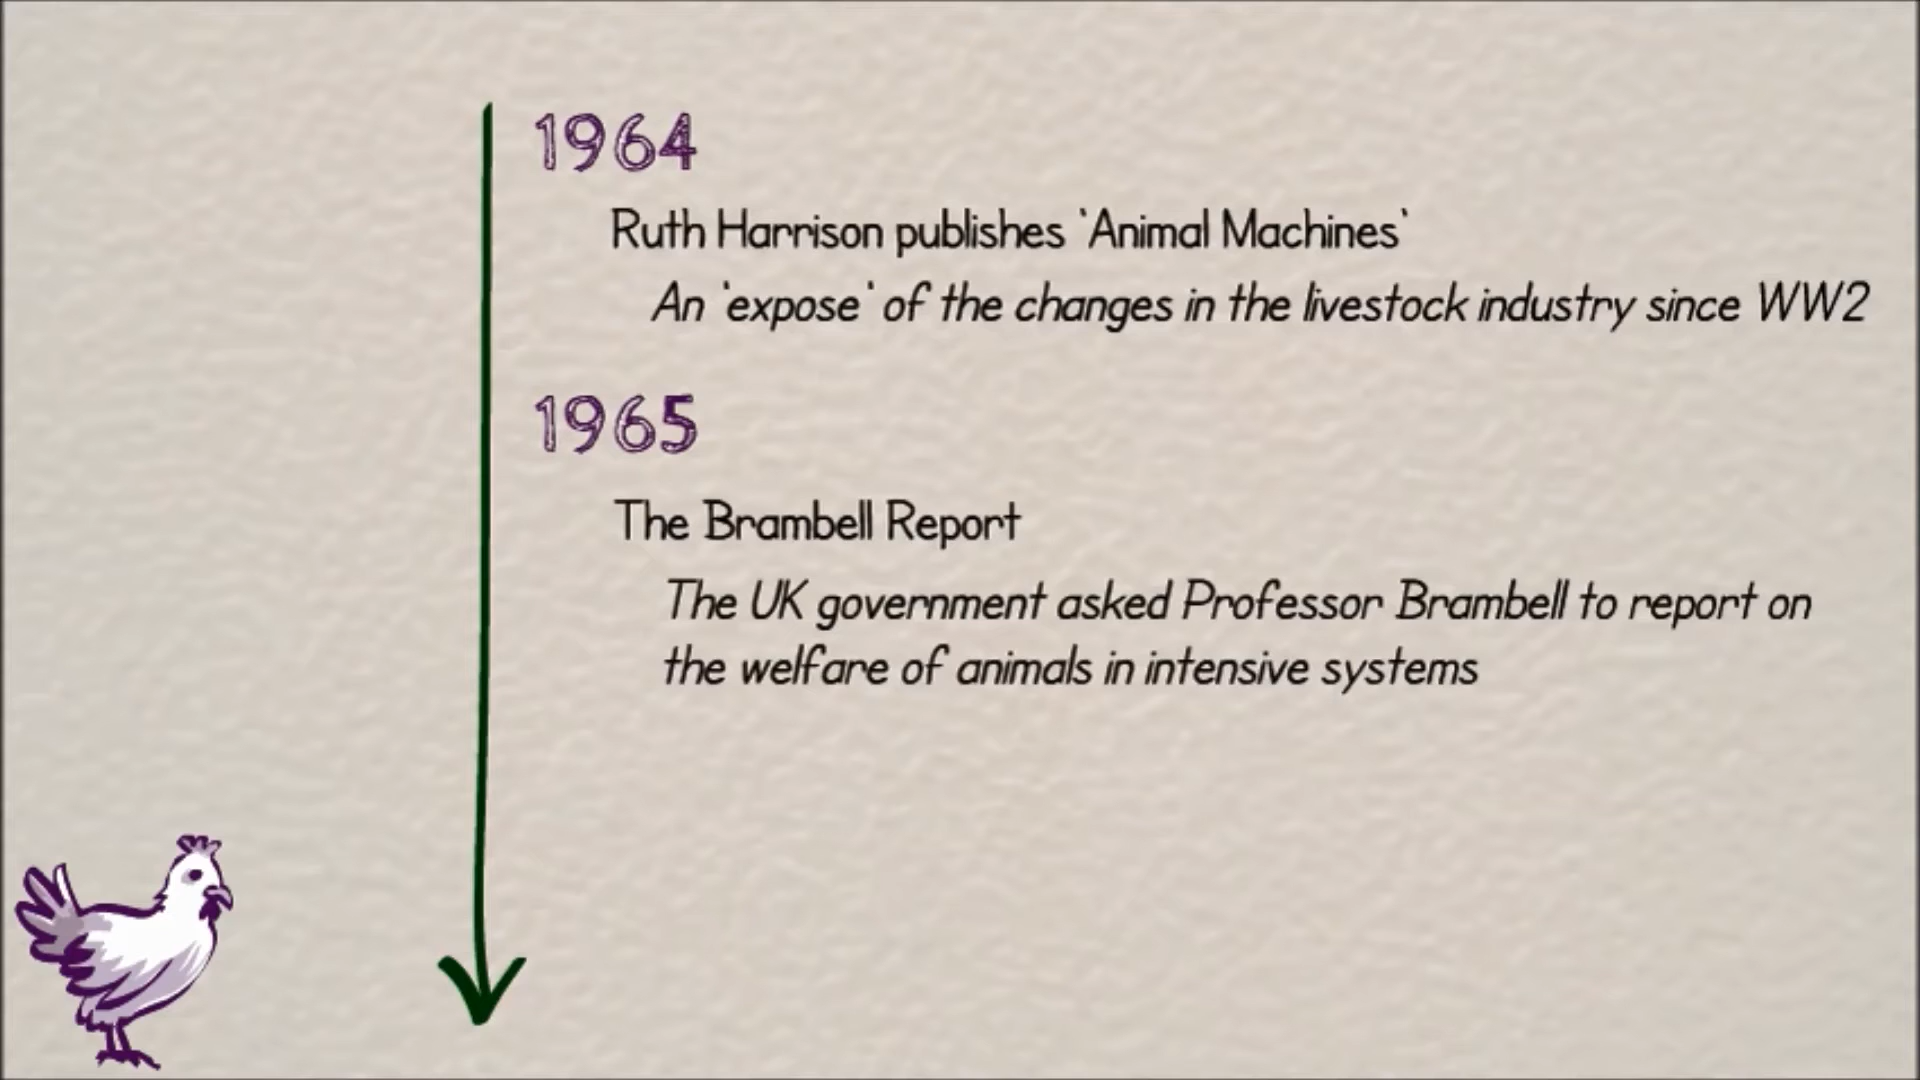 1964
Ruth Harrison publishes `Animal Machines`
An `expose` of the changes in the livestock industry since WW2
1965
The Brambell Report
The UK government asked Professor Brambell to report on
the welfare of animals in intensive systems